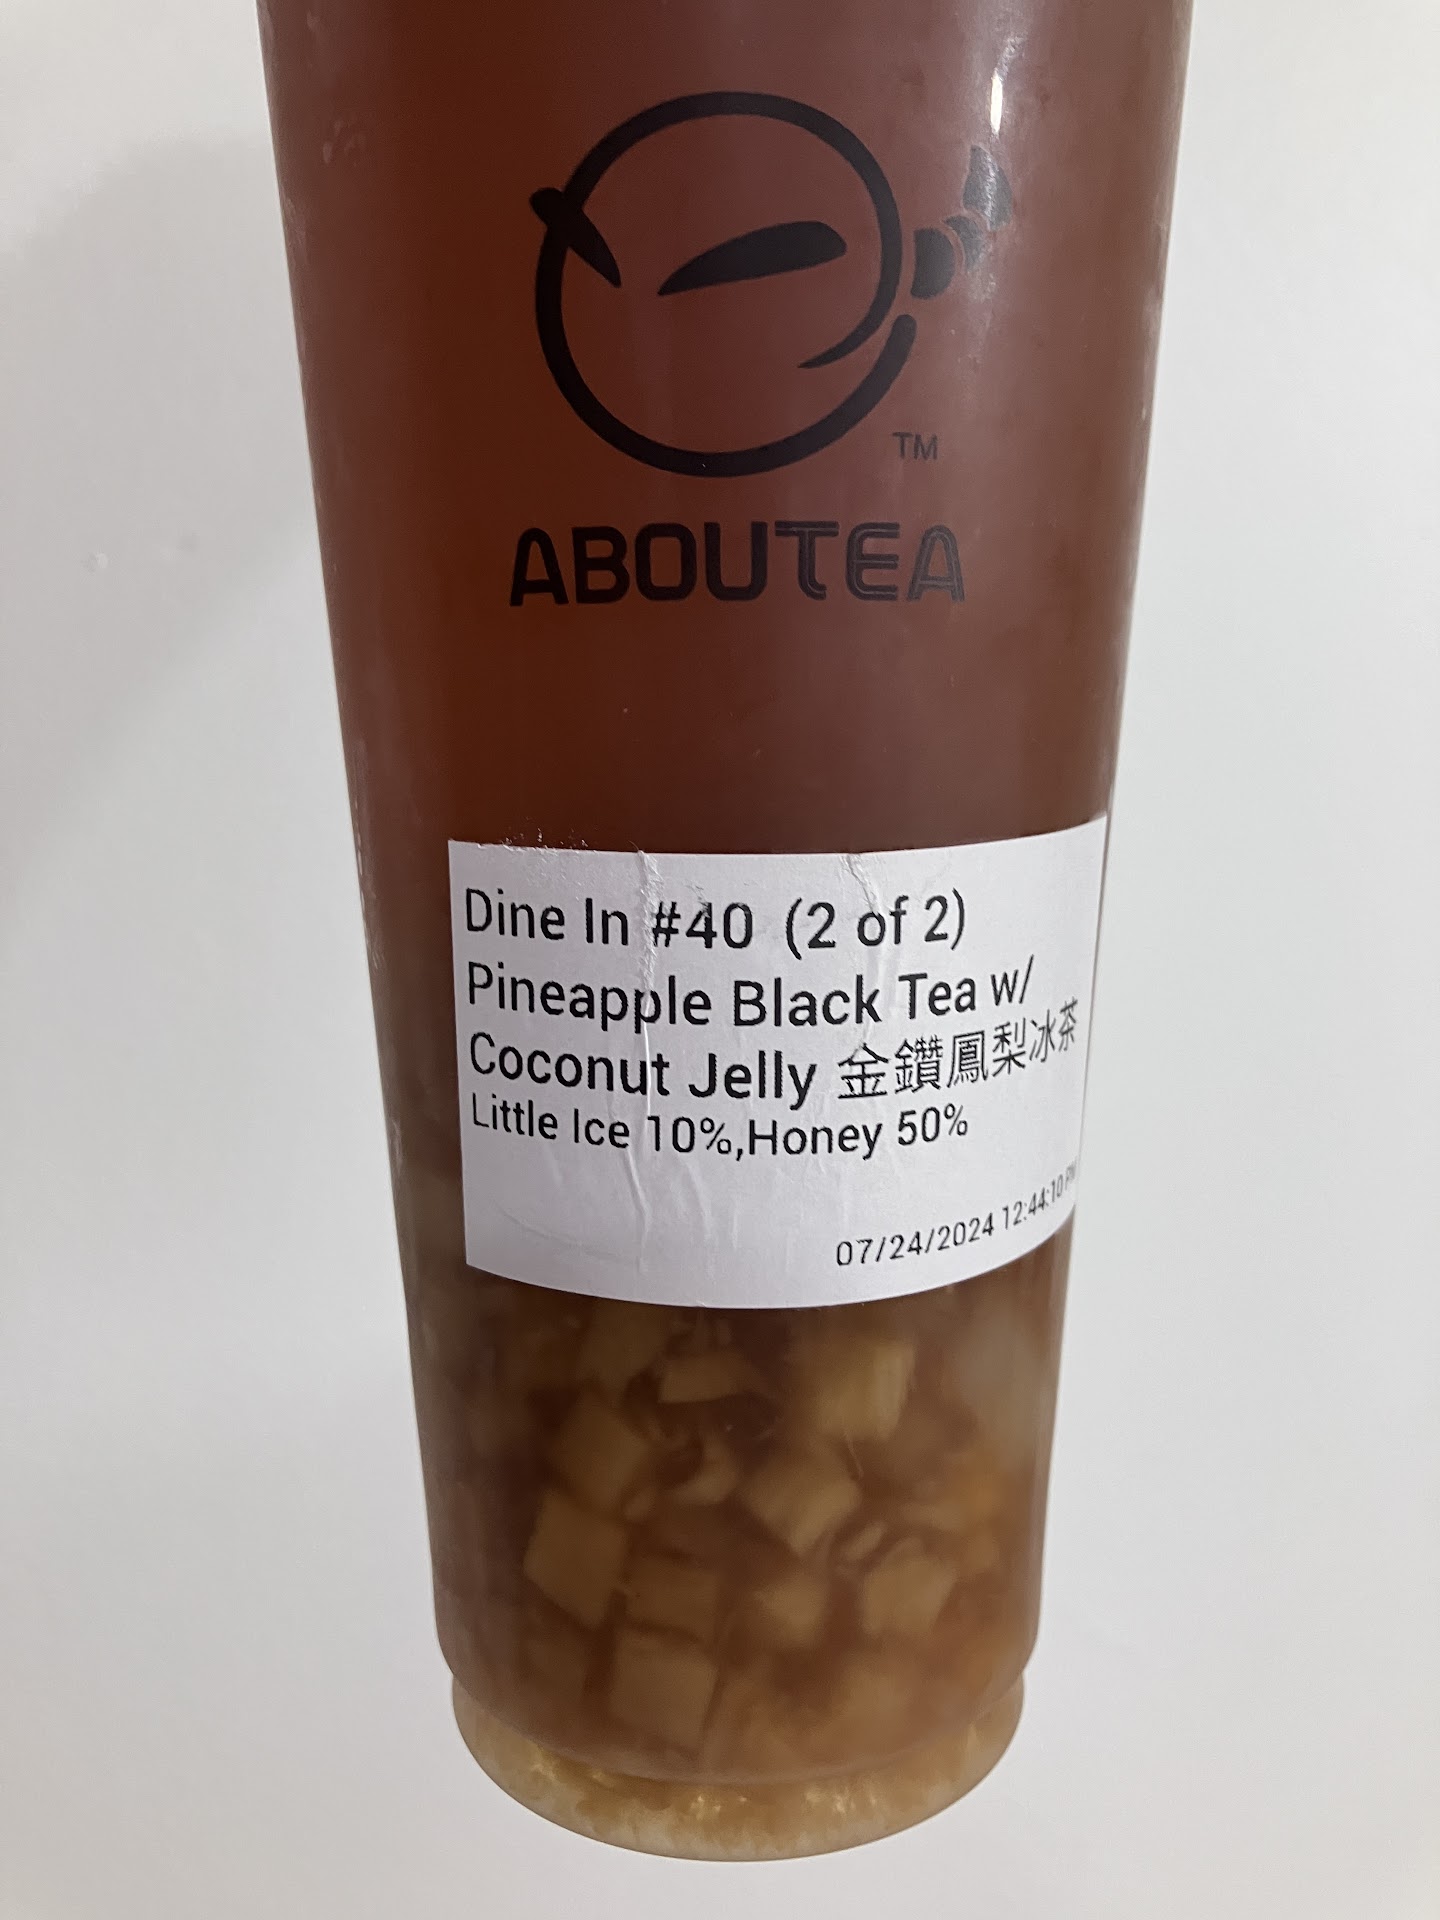 TM
ABOUTEA
Dine In #40 (2 of 2)
Pineapple Black Tea w/
Coconut Jelly 金鑽鳳梨冰茶
Little Ice 10%,Honey 50%
07/24/2024 12:44:10 PM